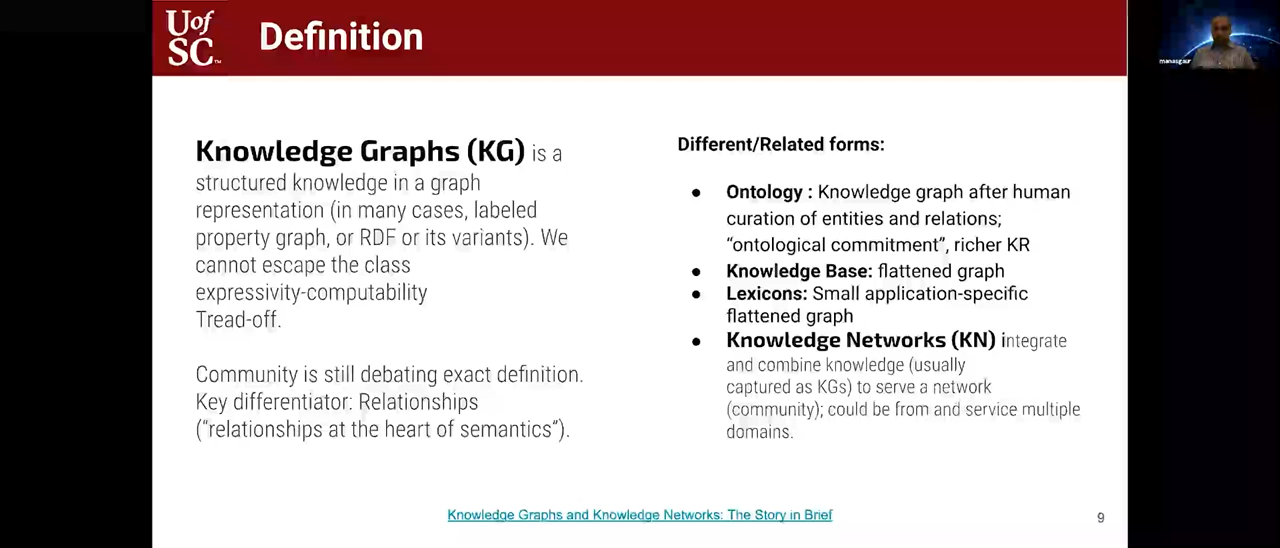 UofSC™
Definition
Knowledge Graphs (KG) is a
structured knowledge in a graph
representation (in many cases, labeled
property graph, or RDF or its variants). We
cannot escape the class
expressivity-computability
Tread-off.
Community is still debating exact definition.
Key differentiator: Relationships
(“relationships at the heart of semantics”).
Different/Related forms:
● Ontology : Knowledge graph after human
curation of entities and relations;
“ontological commitment”, richer KR
● Knowledge Base: flattened graph
● Lexicons: Small application-specific
flattened graph
● Knowledge Networks (KN) integrate
and combine knowledge (usually
captured as KGs) to serve a network
(community); could be from and service multiple
domains.
Knowledge Graphs and Knowledge Networks: The Story in Brief
9
manasgaur